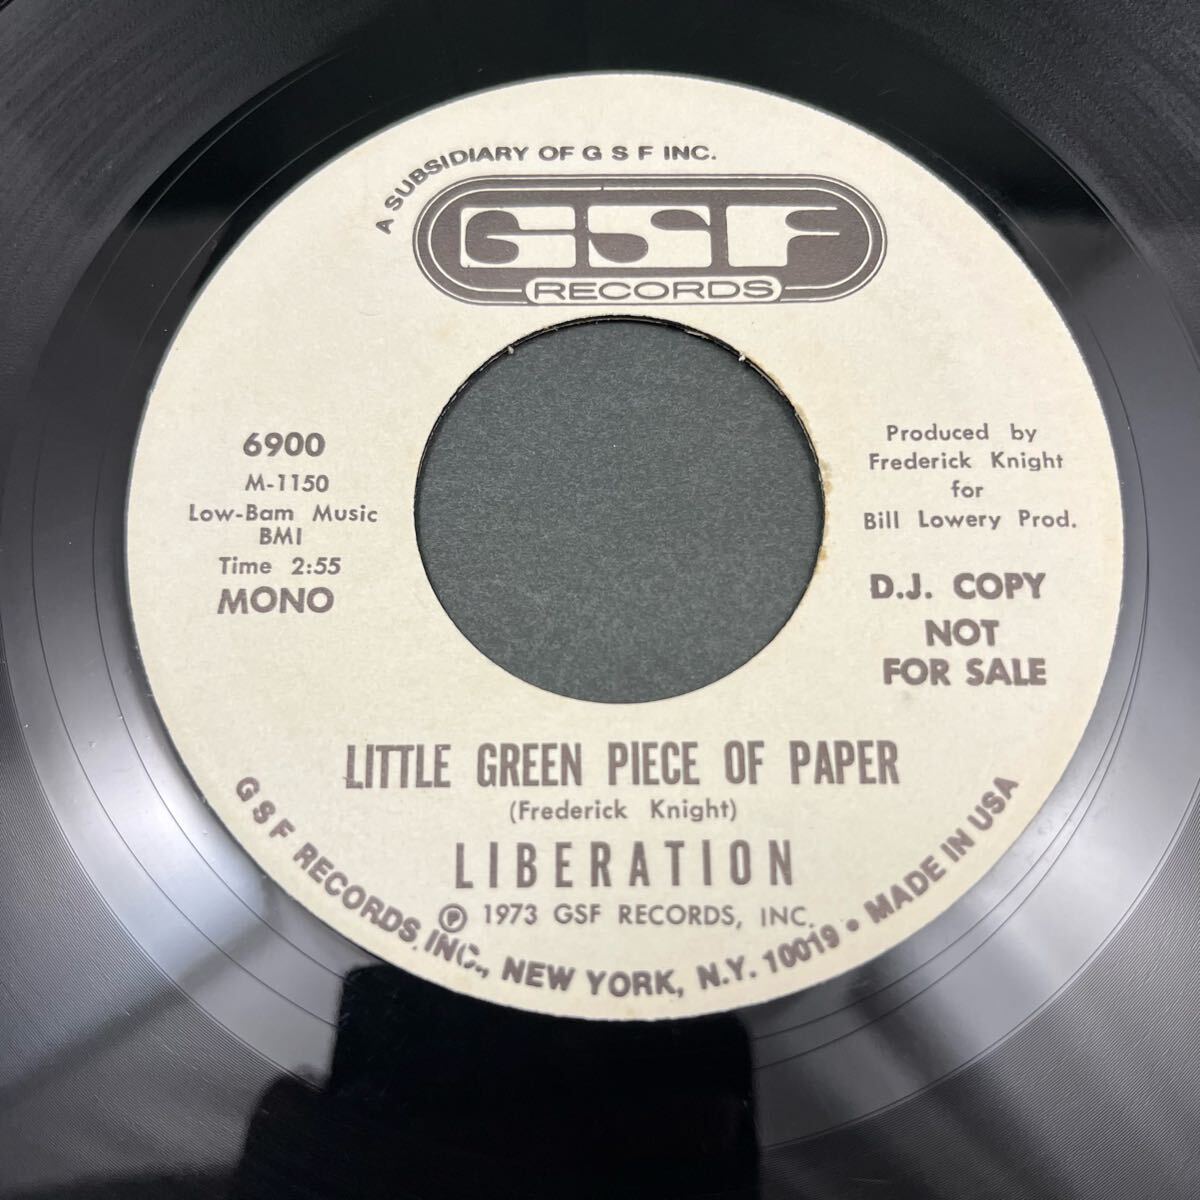 A SUBSIDIARY OF G S F INC.
GSF
RECORDS
6900
M-1150
Low-Bam Music
BMI
Time 2:55
MONO
Produced by
Frederick Knight
for
Bill Lowery Prod.
D.J. COPY
NOT
FOR SALE
LITTLE GREEN PIECE OF PAPER
(Frederick Knight)
LIBERATION
Ⓟ 1973 GSF RECORDS, INC.
G S F RECORDS, INC., NEW YORK, N.Y. 10019 • MADE IN USA